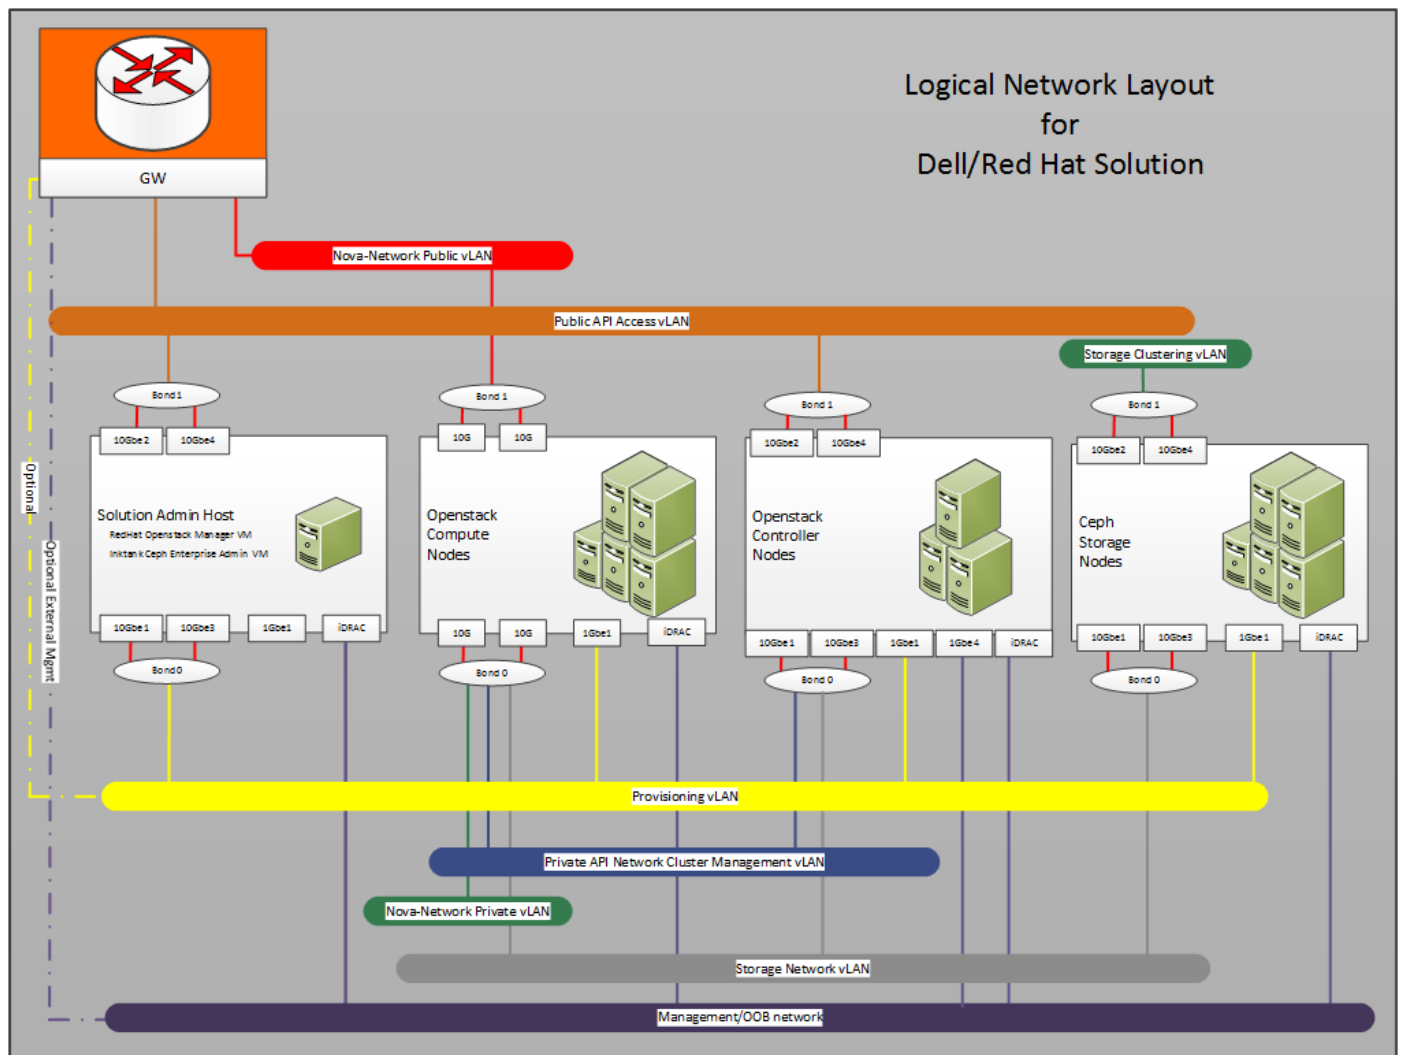 Logical Network Layout
for
Dell/Red Hat Solution
GW
Nova-Network Public vLAN
Public API Access vLAN
Storage Clustering vLAN
Bond 1
Bond 1
Bond 1
Bond 1
10Gbe2
10Gbe4
10G
10G
10Gbe2
10Gbe4
10Gbe2
10Gbe4
Optional
Optional External Mgmt
Solution Admin Host
RedHat Openstack Manager VM
Inktank Ceph Enterprise Admin VM
Openstack
Compute
Nodes
Openstack
Controller
Nodes
Ceph
Storage
Nodes
10Gbe1
10Gbe3
1Gbe1
iDRAC
10G
10G
1Gbe1
iDRAC
10Gbe1
10Gbe3
1Gbe1
1Gbe4
iDRAC
10Gbe1
10Gbe3
1Gbe1
iDRAC
Bond0
Bond 0
Bond 0
Bond 0
Provisioning vLAN
Private API Network Cluster Management vLAN
Nova-Network Private vLAN
Storage Network vLAN
Management/OOB network